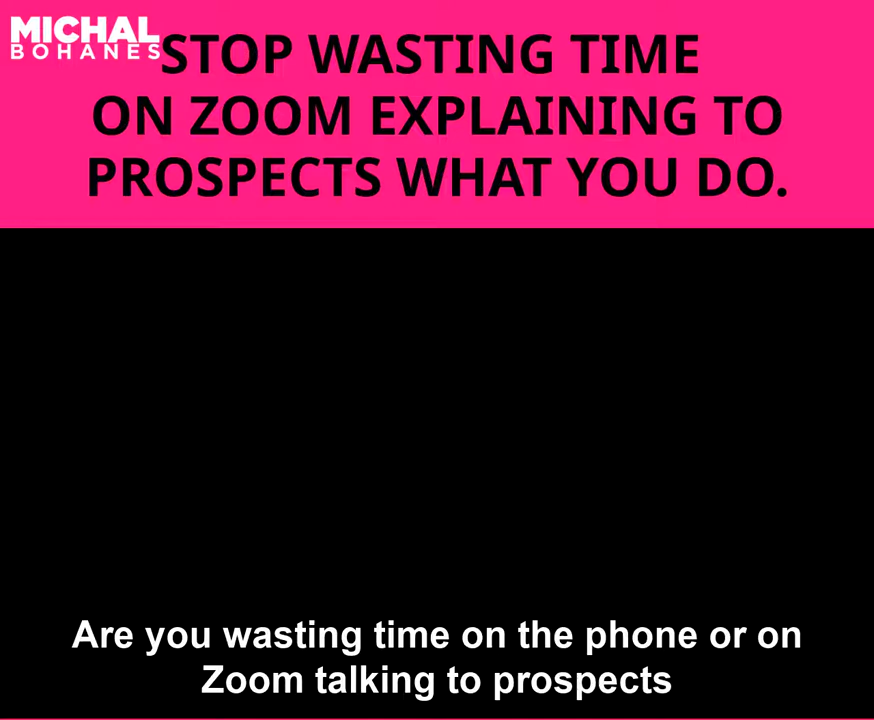 MICHAL
BOHANES
STOP WASTING TIME
ON ZOOM EXPLAINING TO
PROSPECTS WHAT YOU DO.
Are you wasting time on the phone or on
Zoom talking to prospects